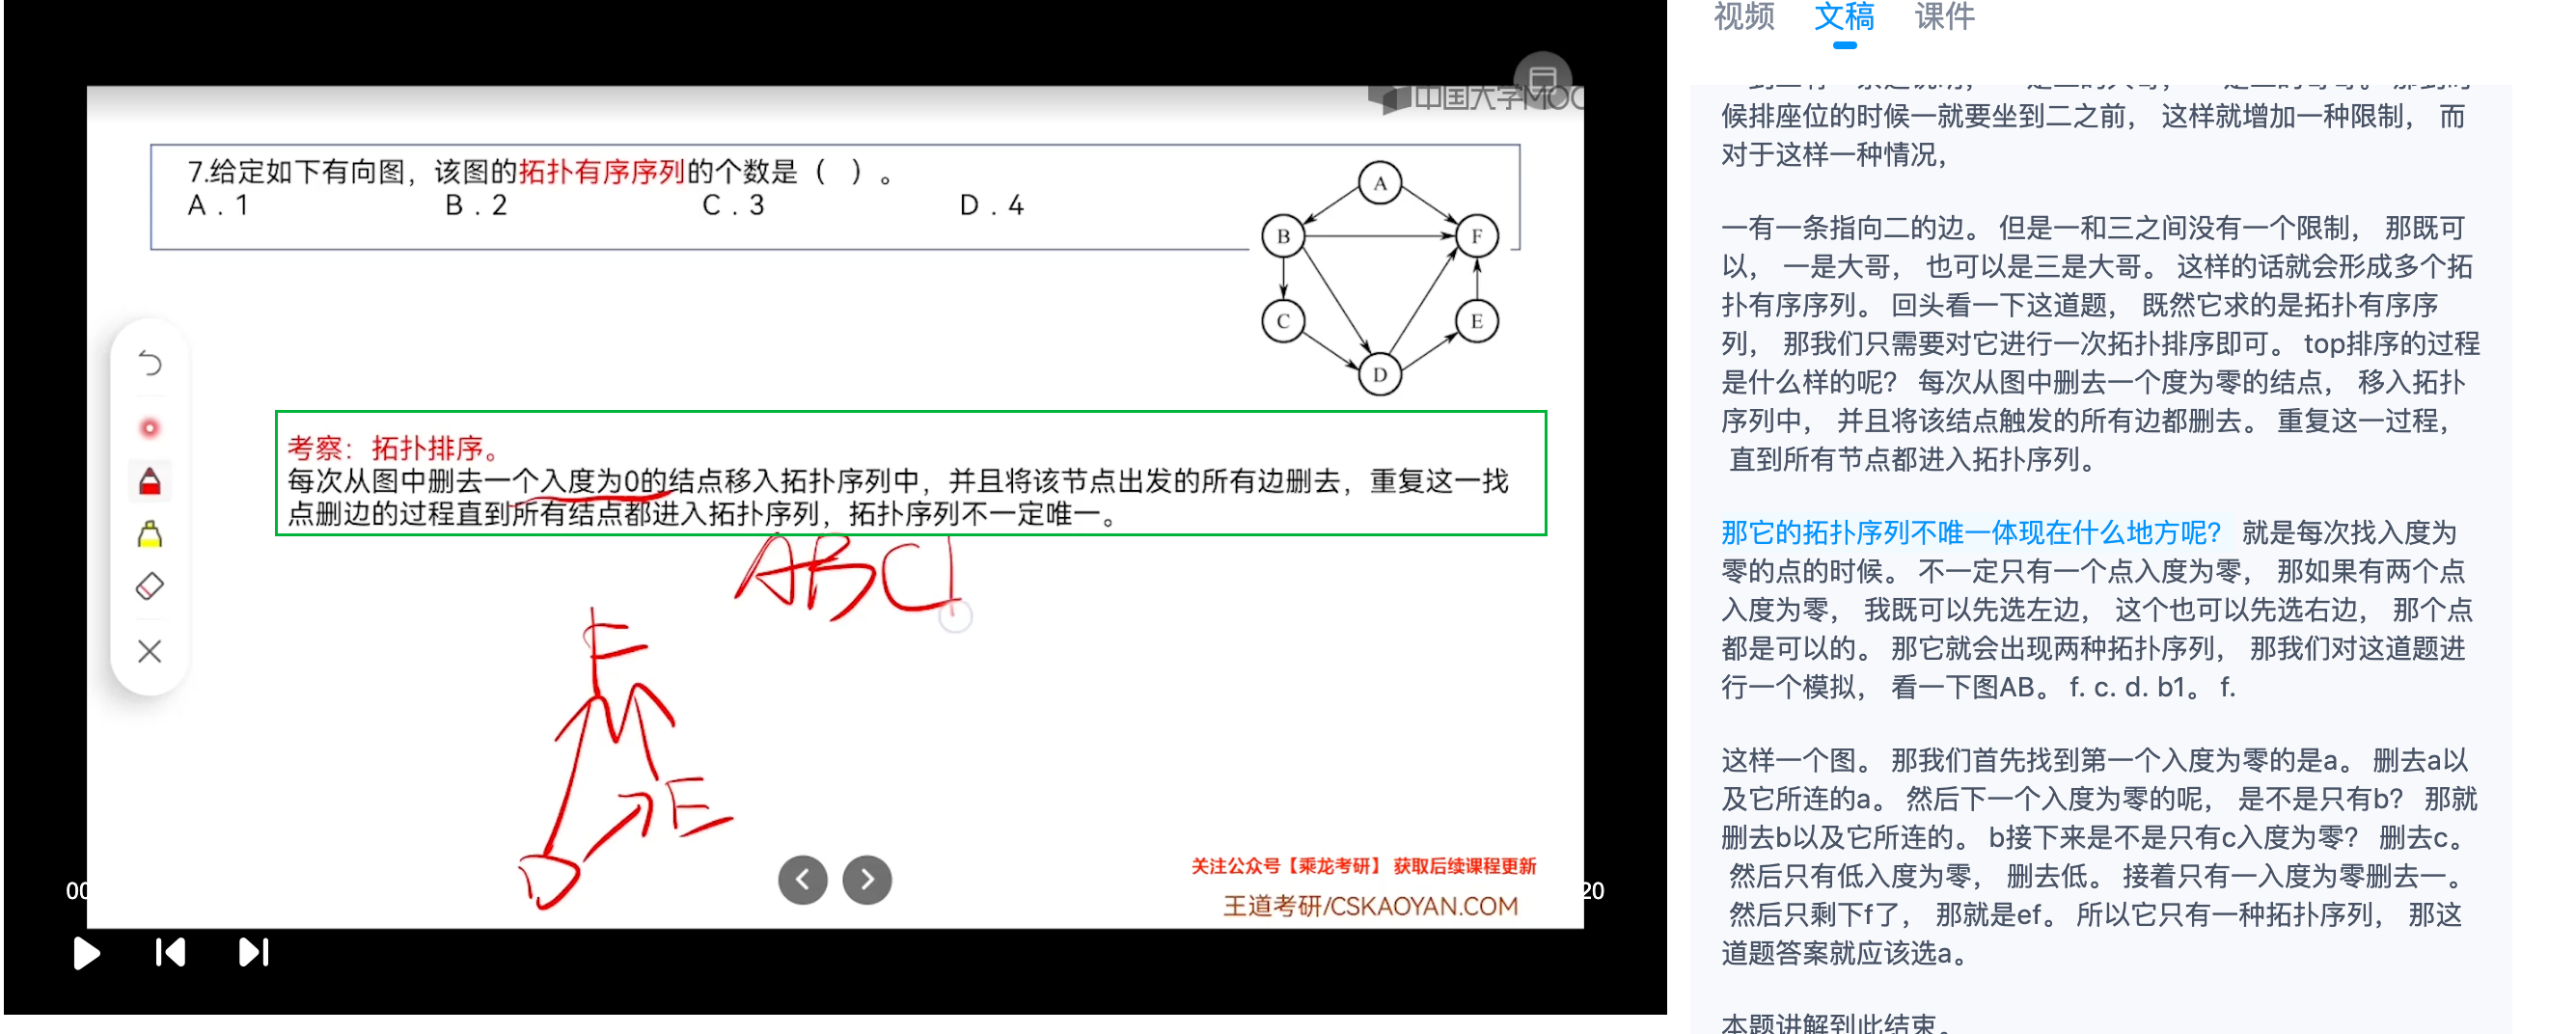 视频 文稿 课件
中国大学MOO
7.给定如下有向图，该图的拓扑有序序列的个数是（ ）。
A．1 B．2 C．3 D．4
A
B F
C E
D
考察：拓扑排序。
每次从图中删去一个入度为0的结点移入拓扑序列中，并且将该节点出发的所有边删去，重复这一找
点删边的过程直到所有结点都进入拓扑序列，拓扑序列不一定唯一。
ABC
F
E
D
关注公众号【乘龙考研】 获取后续课程更新
王道考研/CSKAOYAN.COM
00
20
候排座位的时候一就要坐到二之前， 这样就增加一种限制， 而
对于这样一种情况，
一有一条指向二的边。 但是一和三之间没有一个限制， 那既可
以， 一是大哥， 也可以是三是大哥。 这样的话就会形成多个拓
扑有序序列。 回头看一下这道题， 既然它求的是拓扑有序序
列， 那我们只需要对它进行一次拓扑排序即可。 top排序的过程
是什么样的呢？ 每次从图中删去一个度为零的结点， 移入拓扑
序列中， 并且将该结点触发的所有边都删去。 重复这一过程，
直到所有节点都进入拓扑序列。
那它的拓扑序列不唯一体现在什么地方呢？ 就是每次找入度为
零的点的时候。 不一定只有一个点入度为零， 那如果有两个点
入度为零， 我既可以先选左边， 这个也可以先选右边， 那个点
都是可以的。 那它就会出现两种拓扑序列， 那我们对这道题进
行一个模拟， 看一下图AB。 f. c. d. b1。 f.
这样一个图。 那我们首先找到第一个入度为零的是a。 删去a以
及它所连的a。 然后下一个入度为零的呢， 是不是只有b？ 那就
删去b以及它所连的。 b接下来是不是只有c入度为零？ 删去c。
然后只有低入度为零， 删去低。 接着只有一入度为零删去一。
然后只剩下f了， 那就是ef。 所以它只有一种拓扑序列， 那这
道题答案就应该选a。
本题讲解到此结束。